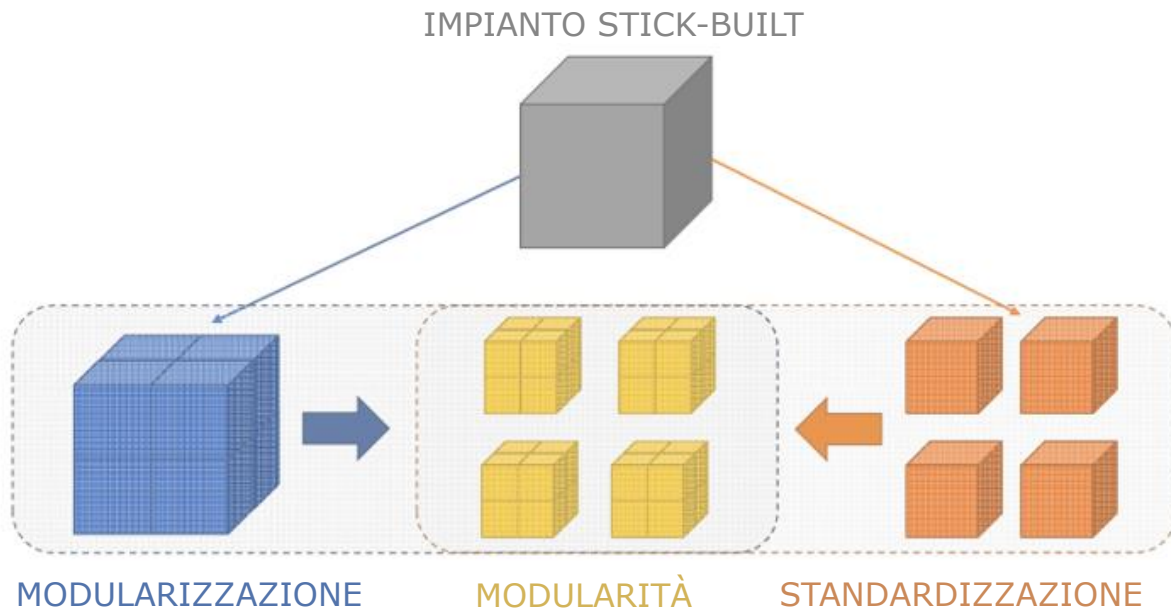 IMPIANTO STICK-BUILT
MODULARIZZAZIONE
MODULARITÀ
STANDARDIZZAZIONE